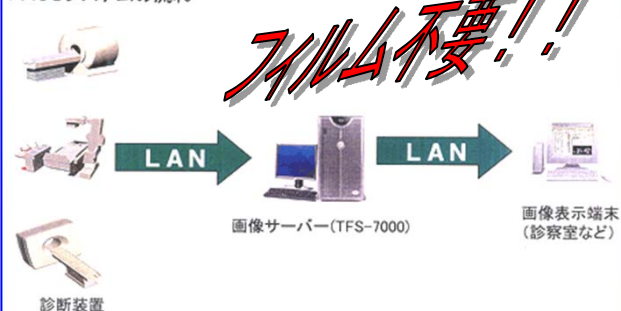 フィルム不要!!
LAN
LAN
画像サーバー(TFS-7000)
画像表示端末
(診察室など)
診断装置